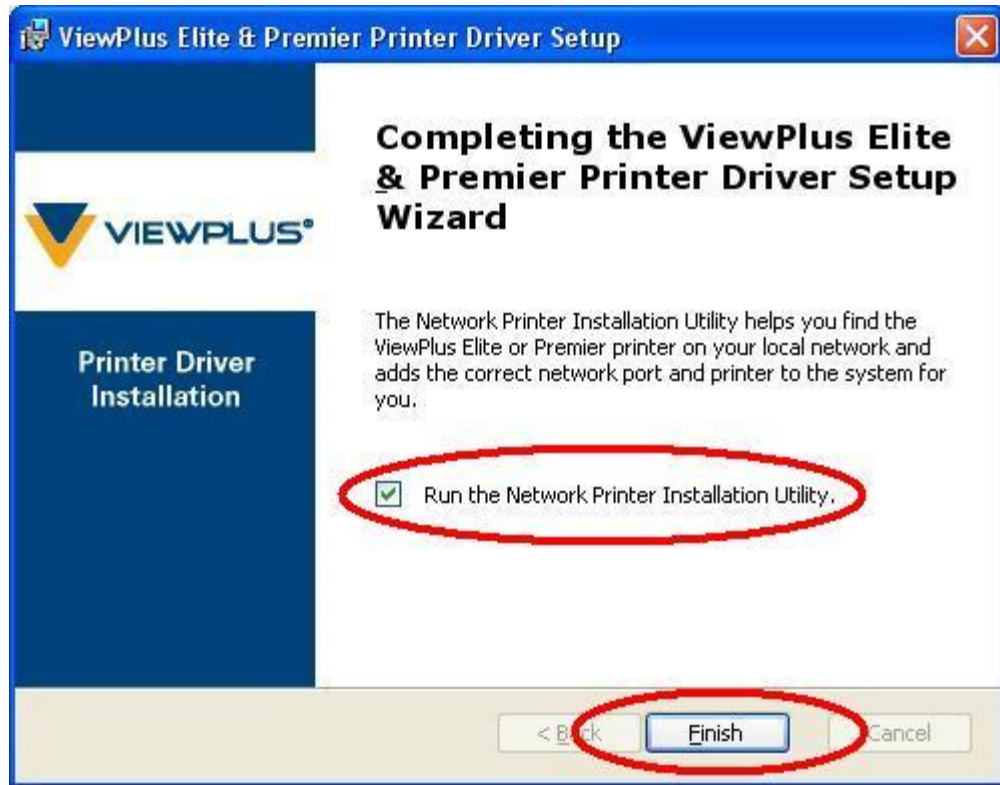 ViewPlus Elite & Premier Printer Driver Setup
Completing the ViewPlus Elite
& Premier Printer Driver Setup
Wizard
VIEWPLUS®
The Network Printer Installation Utility helps you find the
ViewPlus Elite or Premier printer on your local network and
adds the correct network port and printer to the system for
you.
Printer Driver
Installation
Run the Network Printer Installation Utility.
< Back Finish Cancel